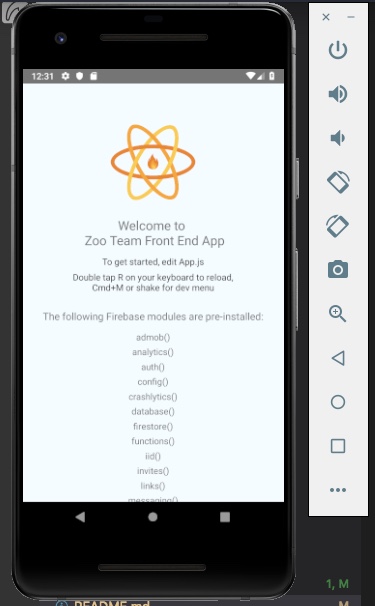 12:31
Welcome to
Zoo Team Front End App
To get started, edit App.js
Double tap R on your keyboard to reload,
Cmd+M or shake for dev menu
The following Firebase modules are pre-installed:
admob()
analytics()
auth()
config()
crashlytics()
database()
firestore()
functions()
iid()
invites()
links()
messaging()
1, M
README.md
M